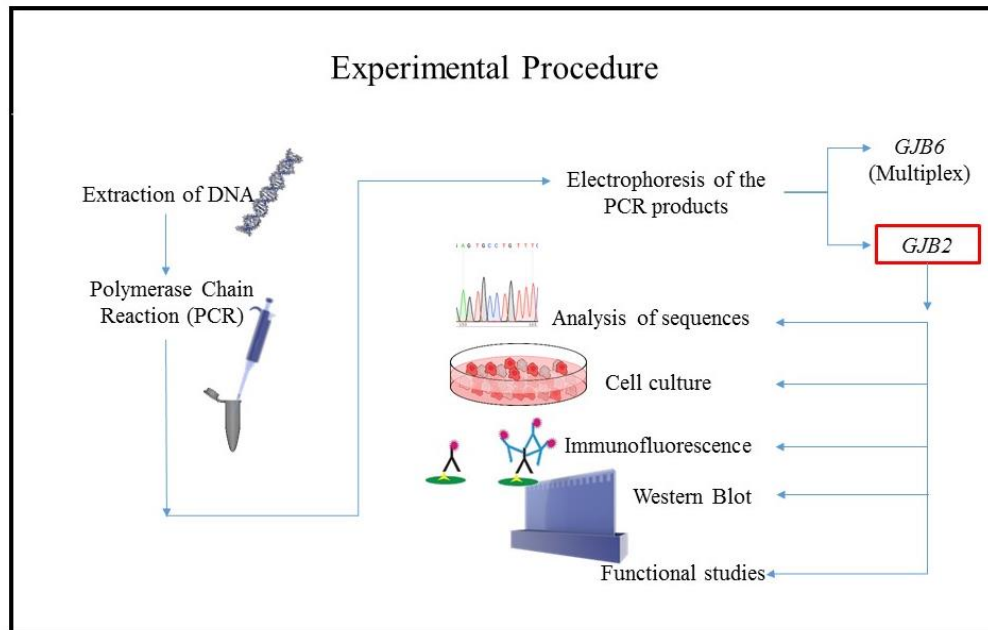 Experimental Procedure
Extraction of DNA
Polymerase Chain
Reaction (PCR)
Electrophoresis of the
PCR products
GJB6
(Multiplex)
GJB2
A G T G C C T G T T T
Analysis of sequences
Cell culture
Immunofluorescence
Western Blot
Functional studies